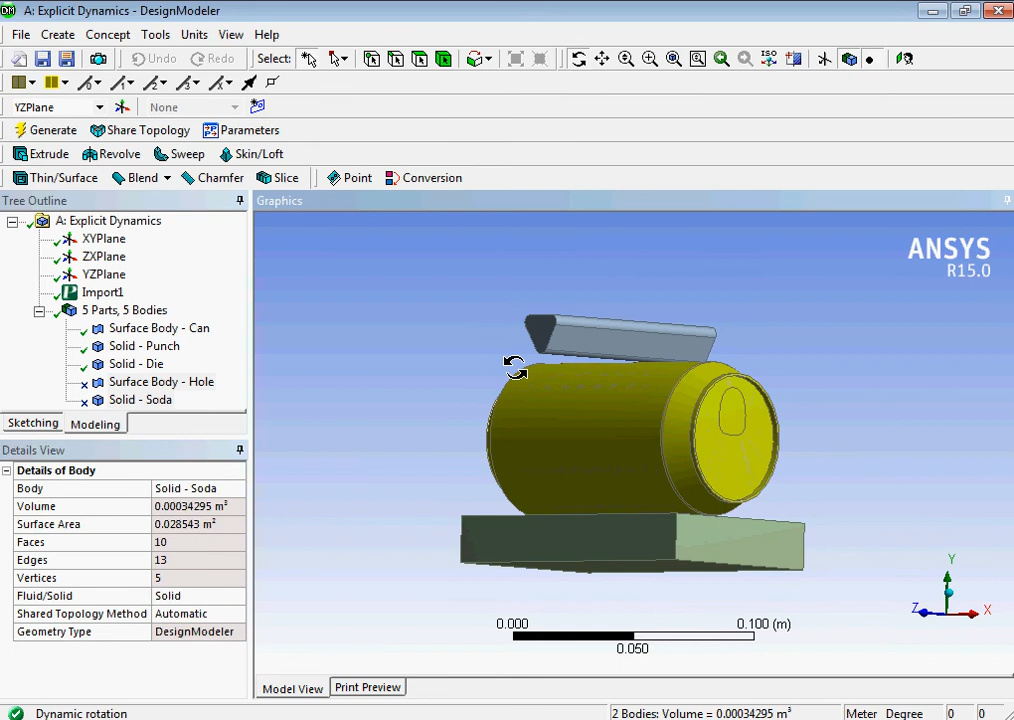 A: Explicit Dynamics - DesignModeler
File Create Concept Tools Units View Help
Undo Redo Select:
YZPlane None
Generate Share Topology Parameters
Extrude Revolve Sweep Skin/Loft
Thin/Surface Blend Chamfer Slice Point Conversion
Tree Outline
Graphics
A: Explicit Dynamics
XYPlane
ZXPlane
YZPlane
Import1
5 Parts, 5 Bodies
Surface Body - Can
Solid - Punch
Solid - Die
Surface Body - Hole
Solid - Soda
Sketching Modeling
Details View
Details of Body
Body Solid - Soda
Volume 0.00034295 m³
Surface Area 0.028543 m²
Faces 10
Edges 13
Vertices 5
Fluid/Solid Solid
Shared Topology Method Automatic
Geometry Type DesignModeler
ANSYS
R15.0
Y
Z
X
0.000 0.100 (m)
0.050
Model View Print Preview
Dynamic rotation 2 Bodies: Volume = 0.00034295 m³ Meter Degree 0 0